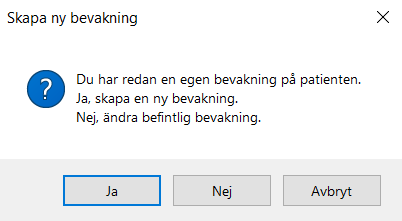 Skapa ny bevakning
Du har redan en egen bevakning på patienten.
Ja, skapa en ny bevakning.
Nej, ändra befintlig bevakning.
Ja
Nej
Avbryt